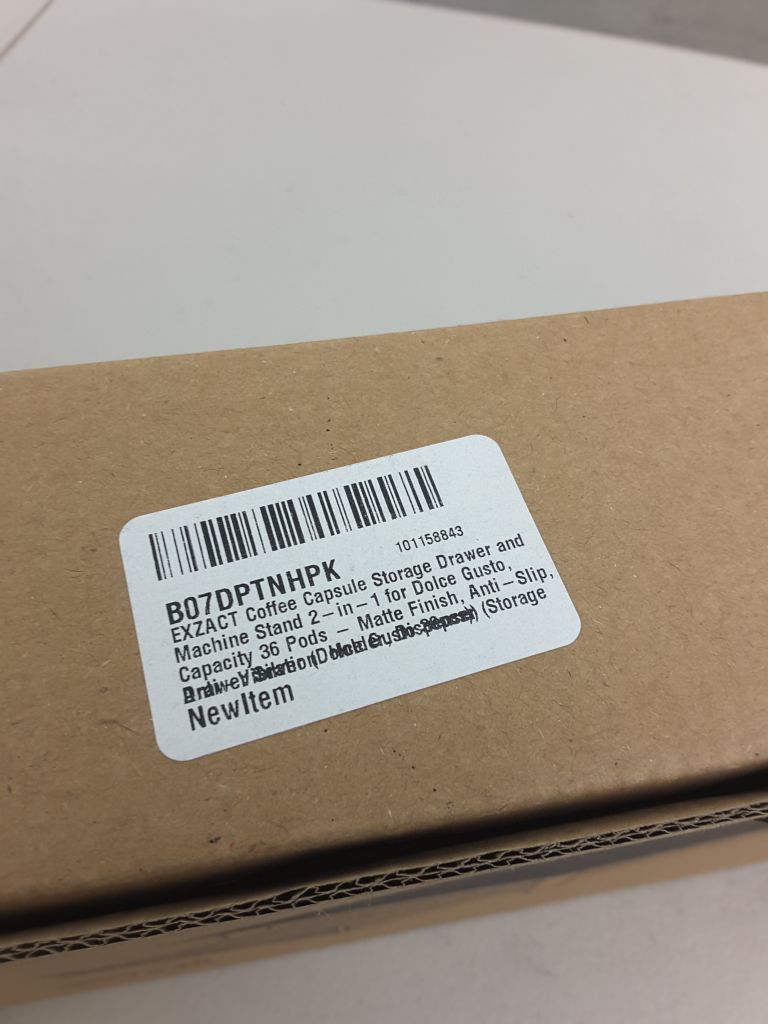 101158843
B07DPTNHPK
EXZACT Coffee Capsule Storage Drawer and
Machine Stand 2-in-1 for Dolce Gusto,
Capacity 36 Pods - Matte Finish, Anti-Slip,
(Storage
NewItem